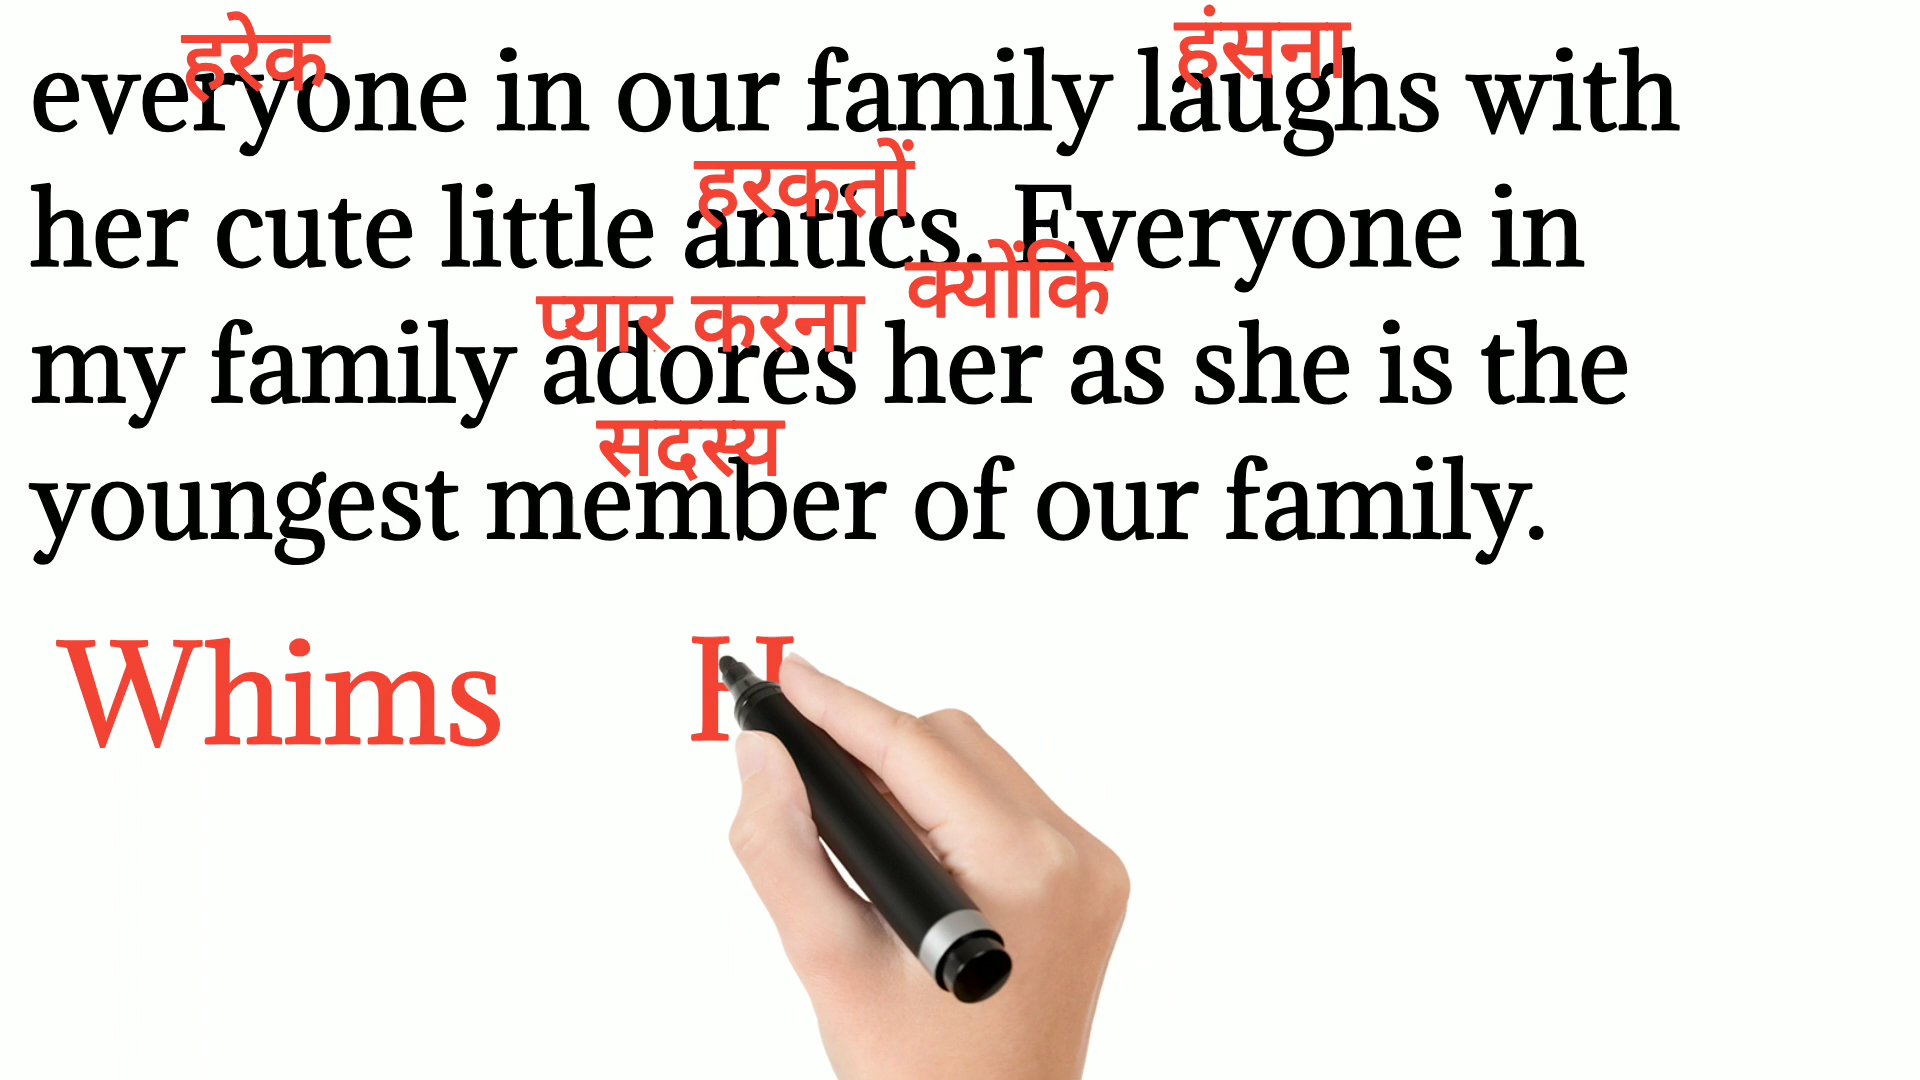 हरेक हंसना
everyone in our family laughs with
हरकतों
her cute little antics. Everyone in
प्यार करना क्योंकि
my family adores her as she is the
सदस्य
youngest member of our family.
Whims H